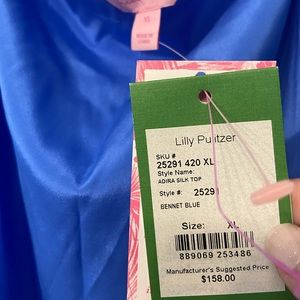 XL
Lilly Pulitzer
SKU #
25291 420 XL
Style Name:
ADIRA SILK TOP
Style #: 2529
BENNET BLUE
Size: XL
889069 253486
Manufacturer's Suggested Price
$158.00